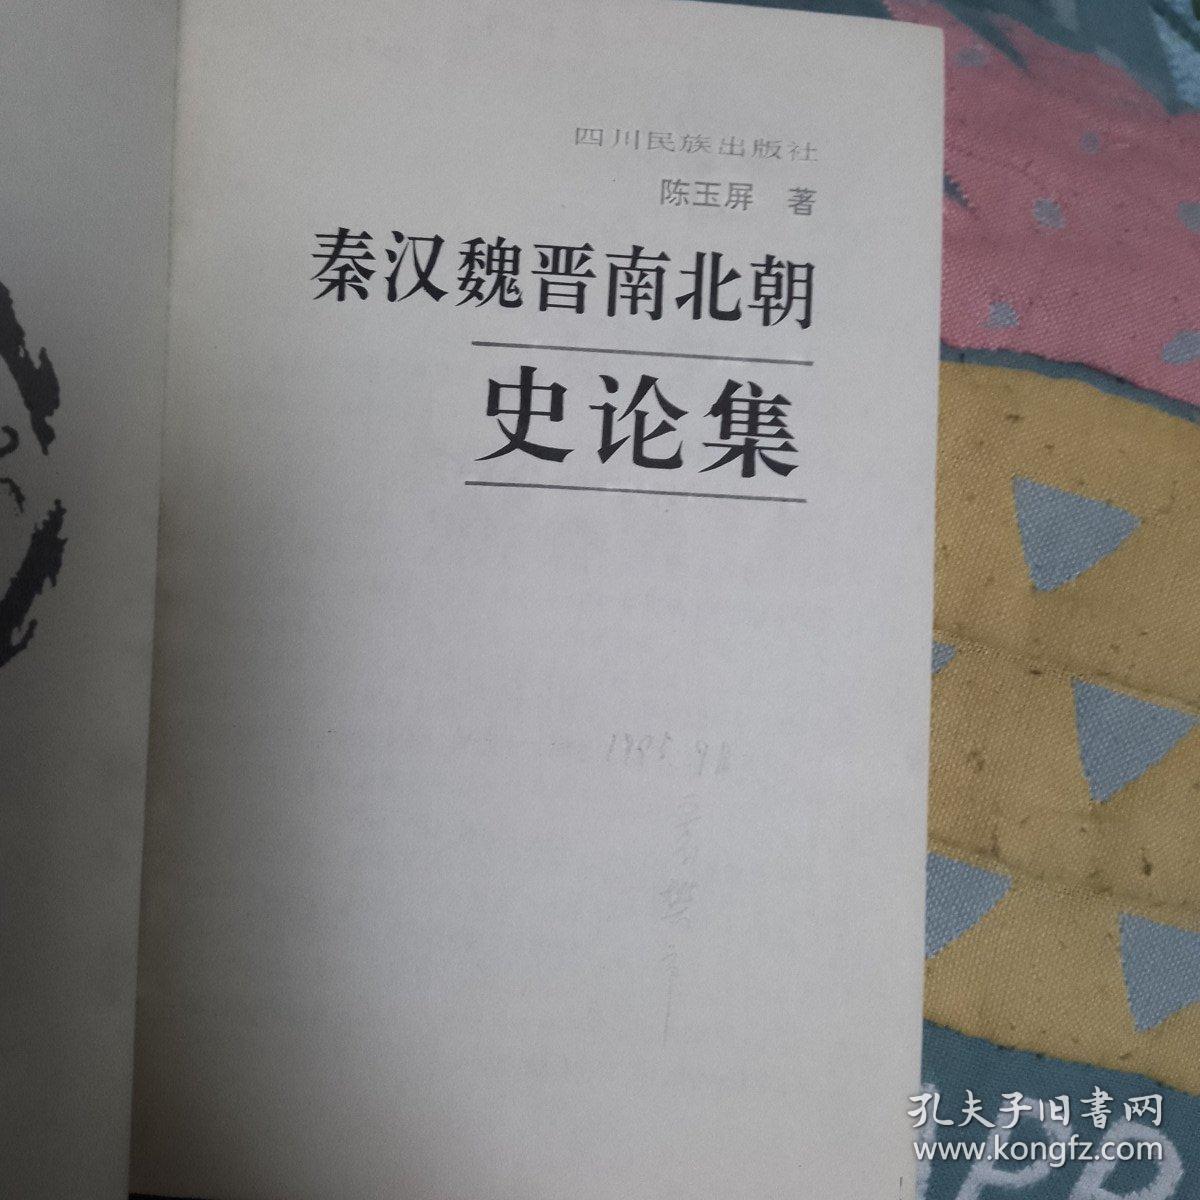 四川民族出版社
陈玉屏 著
秦汉魏晋南北朝
史论集
孔夫子旧書网
www.kongfz.com